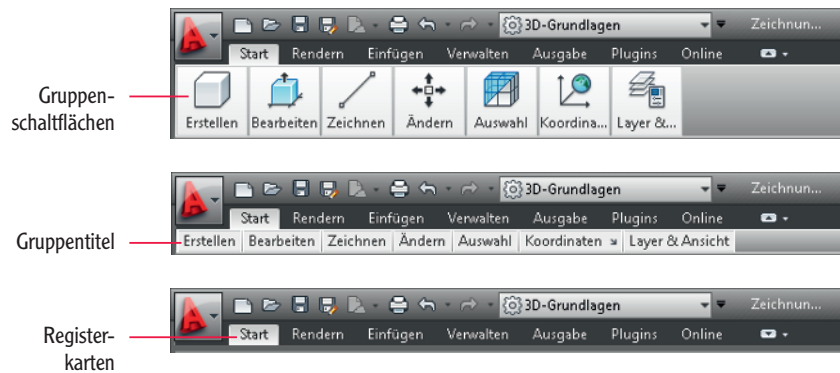 3D-Grundlagen Zeichnun...
Start Rendern Einfügen Verwalten Ausgabe Plugins Online
Gruppen-
schaltflächen
Erstellen Bearbeiten Zeichnen Ändern Auswahl Koordina... Layer &...
3D-Grundlagen Zeichnun...
Start Rendern Einfügen Verwalten Ausgabe Plugins Online
Gruppentitel
Erstellen Bearbeiten Zeichnen Ändern Auswahl Koordinaten Layer & Ansicht
3D-Grundlagen Zeichnun...
Register-
karten
Start Rendern Einfügen Verwalten Ausgabe Plugins Online